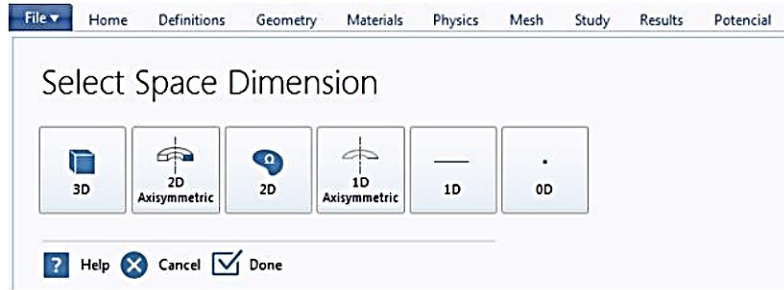 File Home Definitions Geometry Materials Physics Mesh Study Results Potencial
Select Space Dimension
3D
2D
Axisymmetric
Ω
2D
1D
Axisymmetric
1D
0D
? Help Cancel Done